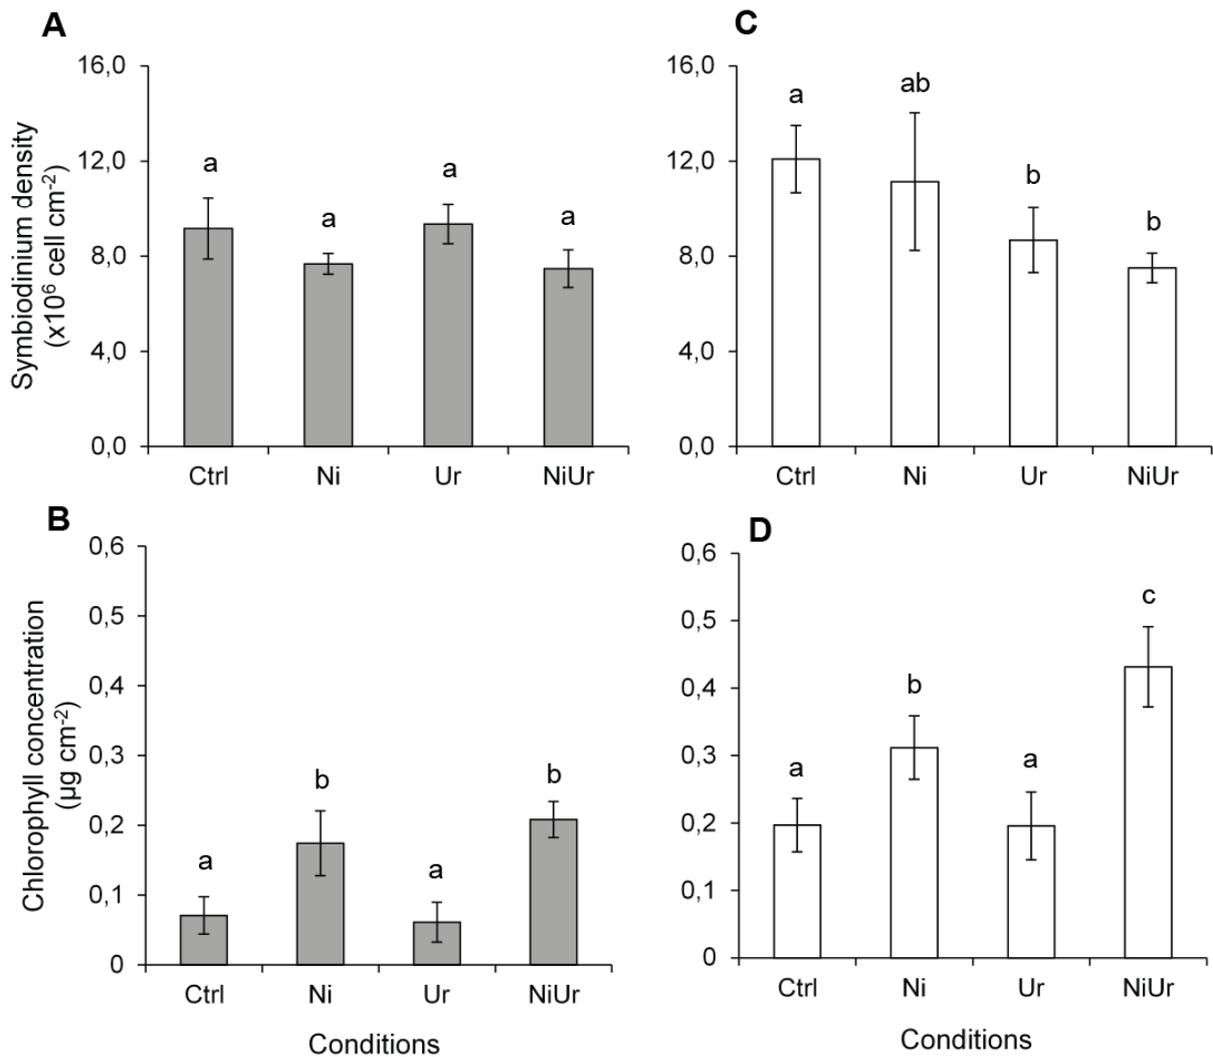 A
Symbiodinium density
(x10⁶ cell cm⁻²)
16,0
12,0
8,0
4,0
0,0
a
a
a
a
Ctrl
Ni
Ur
NiUr
C
16,0
12,0
8,0
4,0
0,0
a
ab
b
b
Ctrl
Ni
Ur
NiUr
B
Chlorophyll concentration
(µg cm⁻²)
0,6
0,5
0,4
0,3
0,2
0,1
0
a
b
a
b
Ctrl
Ni
Ur
NiUr
Conditions
D
0,6
0,5
0,4
0,3
0,2
0,1
0
a
b
a
c
Ctrl
Ni
Ur
NiUr
Conditions